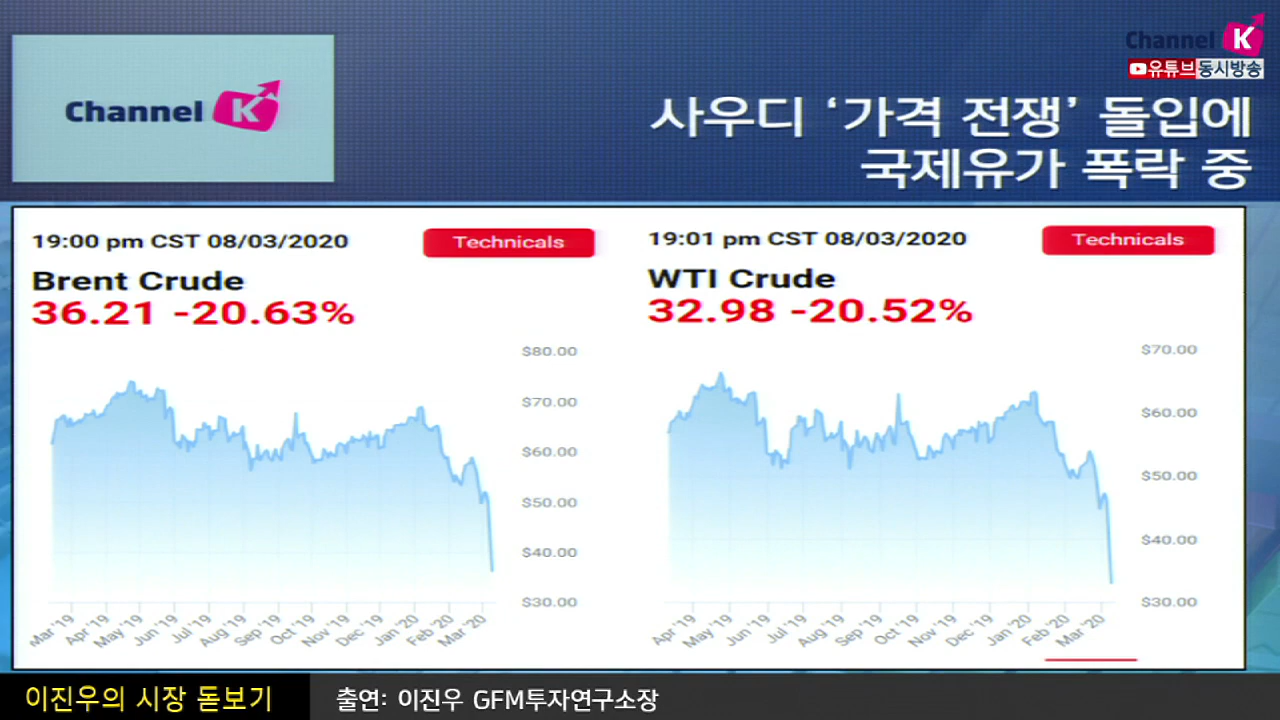 Channel K
유튜브 동시방송
Channel K
사우디 ‘가격 전쟁’ 돌입에
국제유가 폭락 중
19:00 pm CST 08/03/2020
Technicals
Brent Crude
36.21 -20.63%
$80.00
$70.00
$60.00
$50.00
$40.00
$30.00
Mar '19 Apr '19 May '19 Jun '19 Jul '19 Aug '19 Sep '19 Oct '19 Nov '19 Dec '19 Jan '20 Feb '20 Mar '20
19:01 pm CST 08/03/2020
Technicals
WTI Crude
32.98 -20.52%
$70.00
$60.00
$50.00
$40.00
$30.00
Apr '19 May '19 Jun '19 Jul '19 Aug '19 Sep '19 Oct '19 Nov '19 Dec '19 Jan '20 Feb '20 Mar '20
이진우의 시장 돋보기
출연: 이진우 GFM투자연구소장